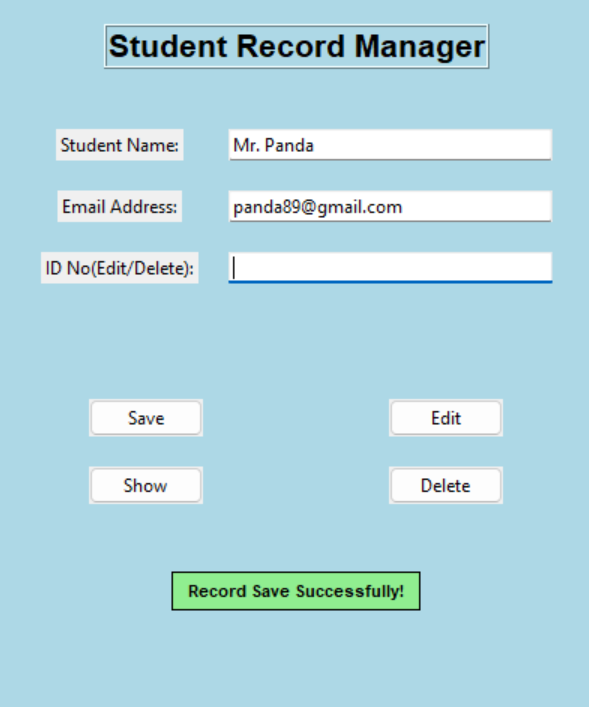 Student Record Manager
Student Name: Mr. Panda
Email Address: panda89@gmail.com
ID No(Edit/Delete):
Save Edit
Show Delete
Record Save Successfully!